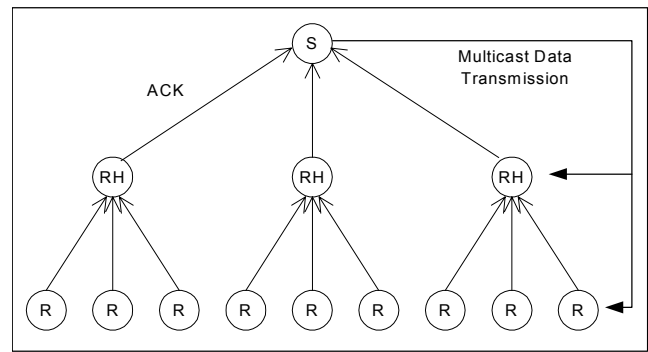 S
Multicast Data
Transmission
ACK
RH RH RH
R R R R R R R R R